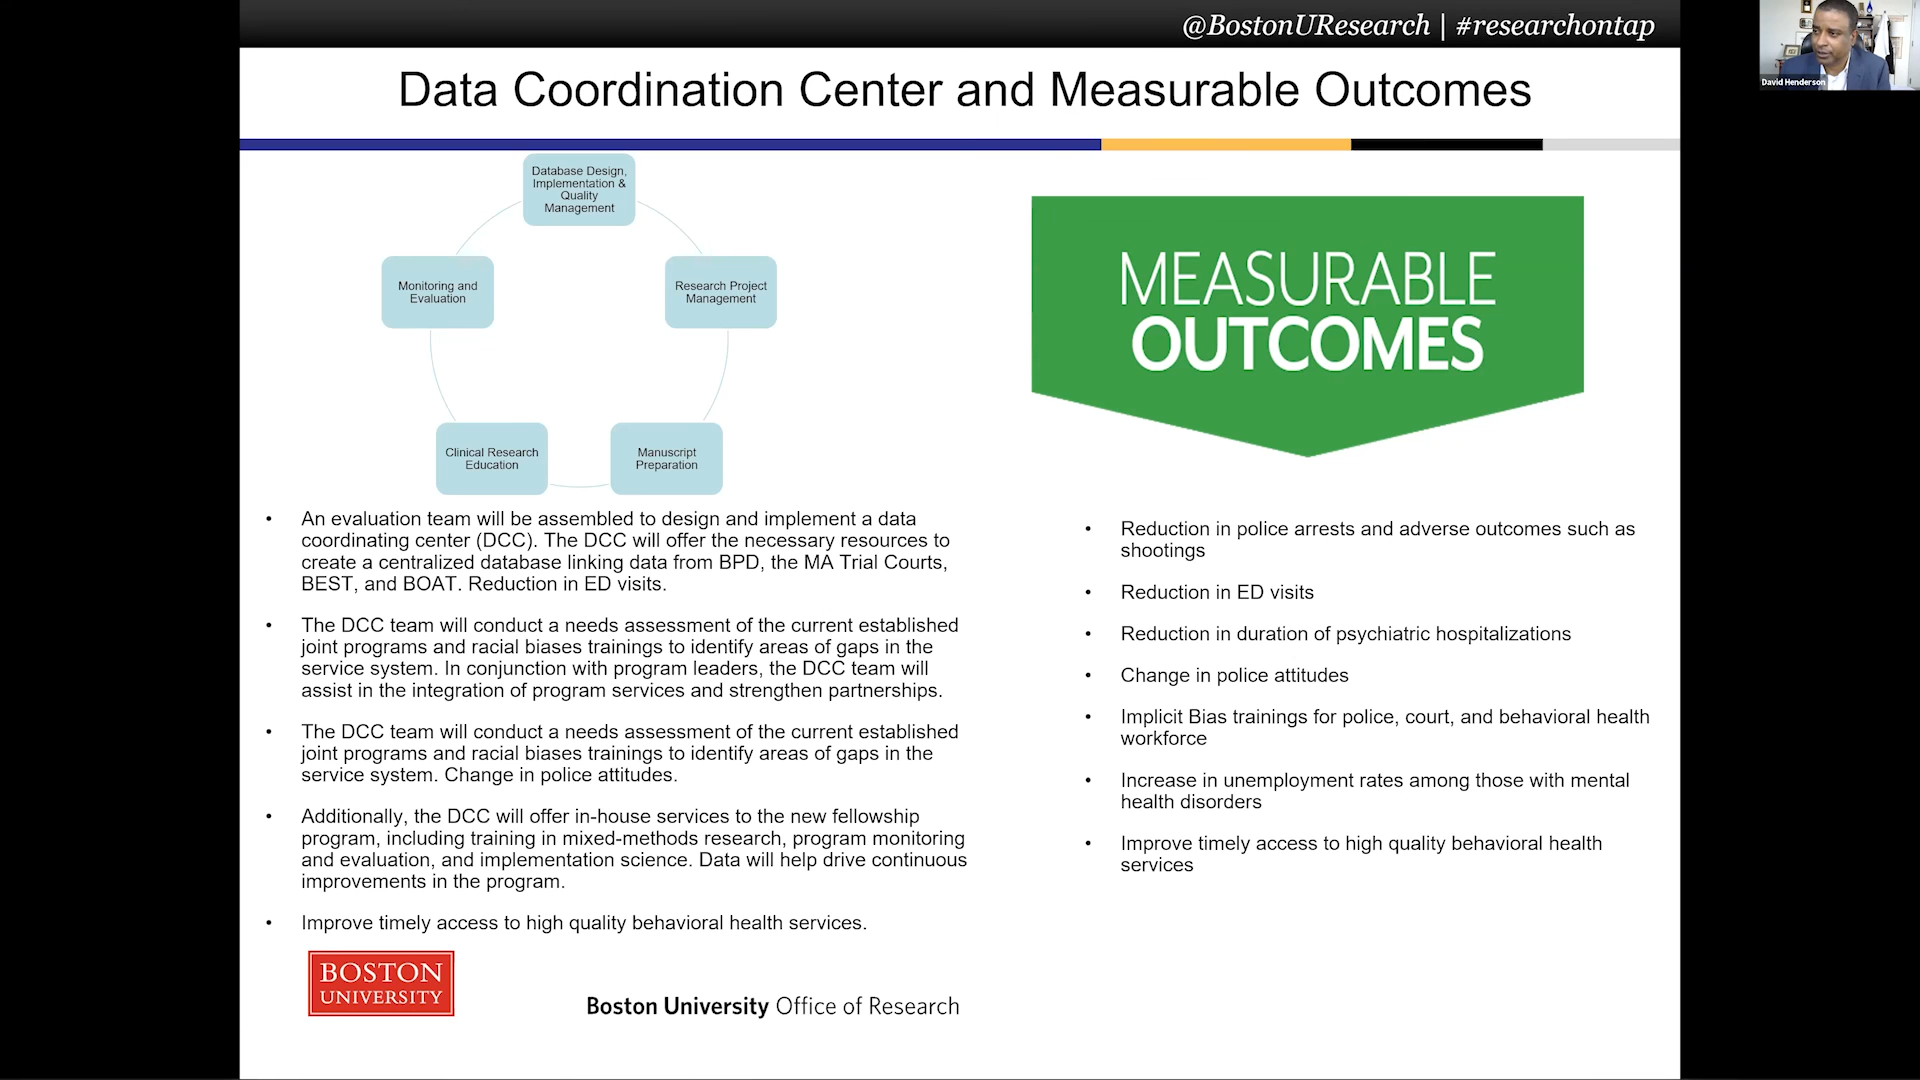 @BostonUResearch | #researchontap
David Henderson
Data Coordination Center and Measurable Outcomes
Database Design,
Implementation &
Quality
Management
Monitoring and
Evaluation
Research Project
Management
Clinical Research
Education
Manuscript
Preparation
• An evaluation team will be assembled to design and implement a data
coordinating center (DCC). The DCC will offer the necessary resources to
create a centralized database linking data from BPD, the MA Trial Courts,
BEST, and BOAT. Reduction in ED visits.
• The DCC team will conduct a needs assessment of the current established
joint programs and racial biases trainings to identify areas of gaps in the
service system. In conjunction with program leaders, the DCC team will
assist in the integration of program services and strengthen partnerships.
• The DCC team will conduct a needs assessment of the current established
joint programs and racial biases trainings to identify areas of gaps in the
service system. Change in police attitudes.
• Additionally, the DCC will offer in-house services to the new fellowship
program, including training in mixed-methods research, program monitoring
and evaluation, and implementation science. Data will help drive continuous
improvements in the program.
• Improve timely access to high quality behavioral health services.
MEASURABLE
OUTCOMES
• Reduction in police arrests and adverse outcomes such as
shootings
• Reduction in ED visits
• Reduction in duration of psychiatric hospitalizations
• Change in police attitudes
• Implicit Bias trainings for police, court, and behavioral health
workforce
• Increase in unemployment rates among those with mental
health disorders
• Improve timely access to high quality behavioral health
services
BOSTON
UNIVERSITY
Boston University Office of Research